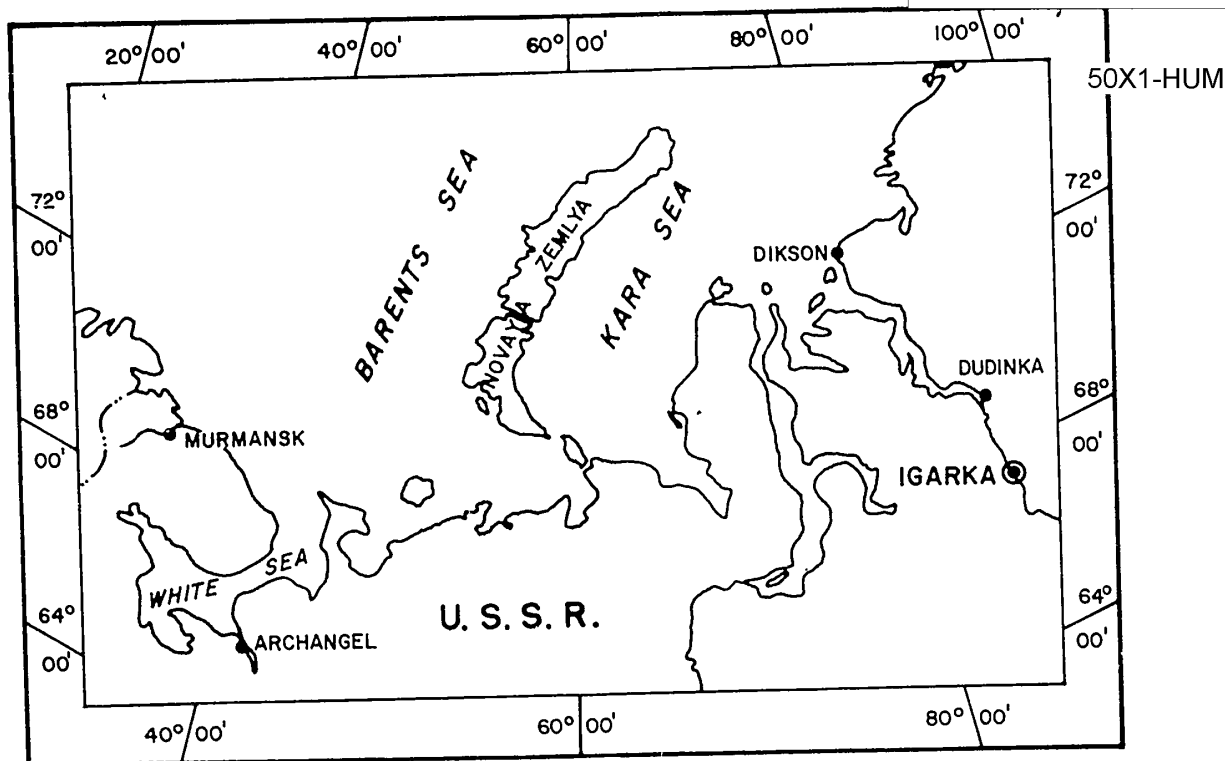 20° 00'
40° 00'
60° 00'
80° 00'
100° 00'
50X1-HUM
72°
00'
72°
00'
BARENTS SEA
NOVAYA ZEMLYA
KARA SEA
DIKSON
DUDINKA
68°
00'
68°
00'
MURMANSK
IGARKA
WHITE SEA
64°
00'
64°
00'
U. S. S. R.
ARCHANGEL
40° 00'
60° 00'
80° 00'